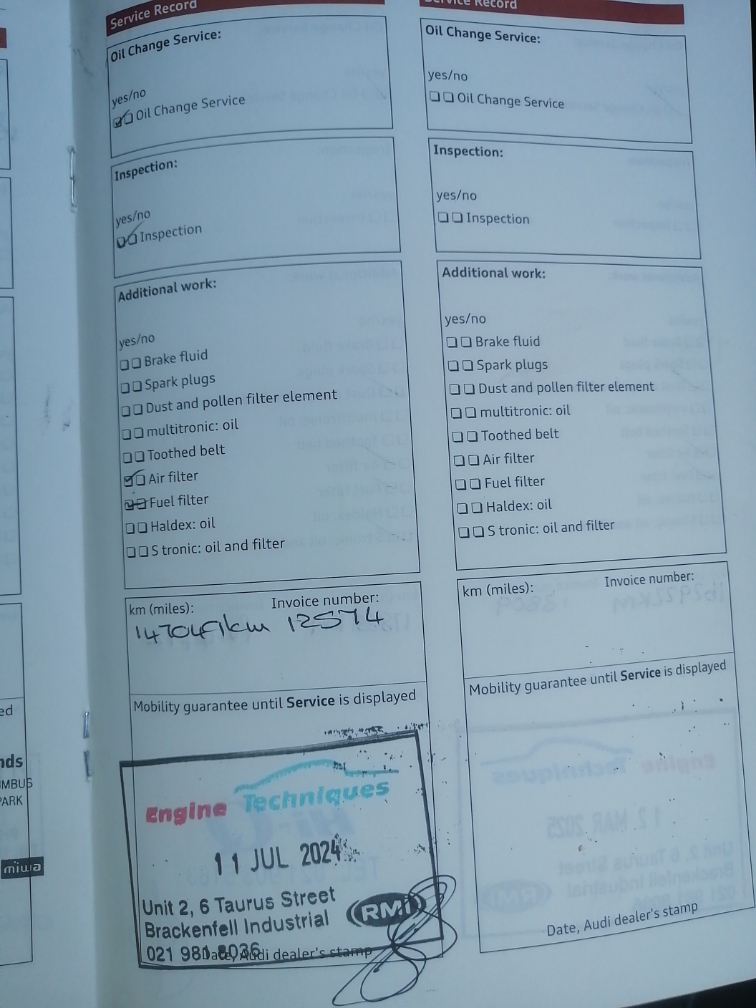 Service Record
Oil Change Service:
yes/no
Oil Change Service
Inspection:
yes/no
Inspection
Additional work:
yes/no
Brake fluid
Spark plugs
Dust and pollen filter element
multitronic: oil
Toothed belt
Air filter
Fuel filter
Haldex: oil
S tronic: oil and filter
km (miles): Invoice number:
12574
Mobility guarantee until Service is displayed
Engine Techniques
11 JUL 2024
Unit 2, 6 Taurus Street
Brackenfell Industrial
RMI
021 981 8036
Date, Audi dealer's stamp
Service Record
Oil Change Service:
yes/no
Oil Change Service
Inspection:
yes/no
Inspection
Additional work:
yes/no
Brake fluid
Spark plugs
Dust and pollen filter element
multitronic: oil
Toothed belt
Air filter
Fuel filter
Haldex: oil
S tronic: oil and filter
km (miles): Invoice number:
Mobility guarantee until Service is displayed
Date, Audi dealer's stamp
miwa